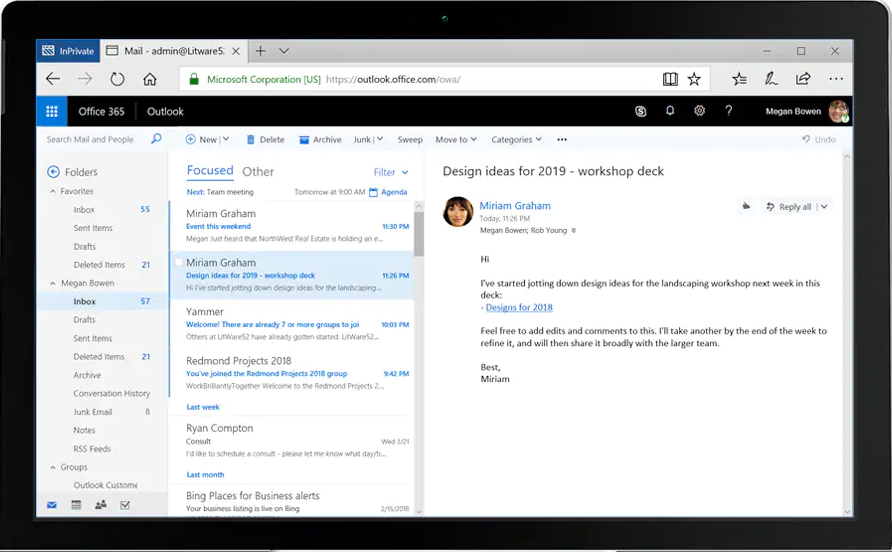 InPrivate
Mail - admin@Litware5
Microsoft Corporation [US] https://outlook.office.com/owa/
Office 365 Outlook
Megan Bowen
Search Mail and People
New Delete Archive Junk Sweep Move to Categories Undo
Folders
Favorites
Inbox 55
Sent Items
Drafts
Deleted Items 21
Megan Bowen
Inbox 57
Drafts
Sent Items
Deleted Items 21
Archive
Conversation History
Junk Email 8
Notes
RSS Feeds
Groups
Outlook Custome
Focused Other Filter
Next: Team meeting Tomorrow at 9:00 AM Agenda
Miriam Graham
Event this weekend 11:30 PM
Megan Just heard that NorthWest Real Estate is holding an e...
Miriam Graham
Design ideas for 2019 - workshop deck 11:26 PM
Hi I've started jotting down design ideas for the landscaping...
Yammer
Welcome! There are already 7 or more groups to joi 10:03 PM
Others at LitWare52 have already gotten started. LitWare52...
Redmond Projects 2018
You've joined the Redmond Projects 2018 group 9:42 PM
WorkBrilliantlyTogether Welcome to the Redmond Projects 2...
Last week
Ryan Compton
Consult Wed 3/21
I'd like to schedule a consult - please let me know what day/ti...
Last month
Bing Places for Business alerts
Your business listing is live on Bing 2/15/2018
Design ideas for 2019 - workshop deck
Miriam Graham
Today, 11:26 PM
Megan Bowen; Rob Young
Reply all
Hi
I've started jotting down design ideas for the landscaping workshop next week in this
deck:
- Designs for 2018
Feel free to add edits and comments to this. I'll take another by the end of the week to
refine it, and will then share it broadly with the larger team.
Best,
Miriam